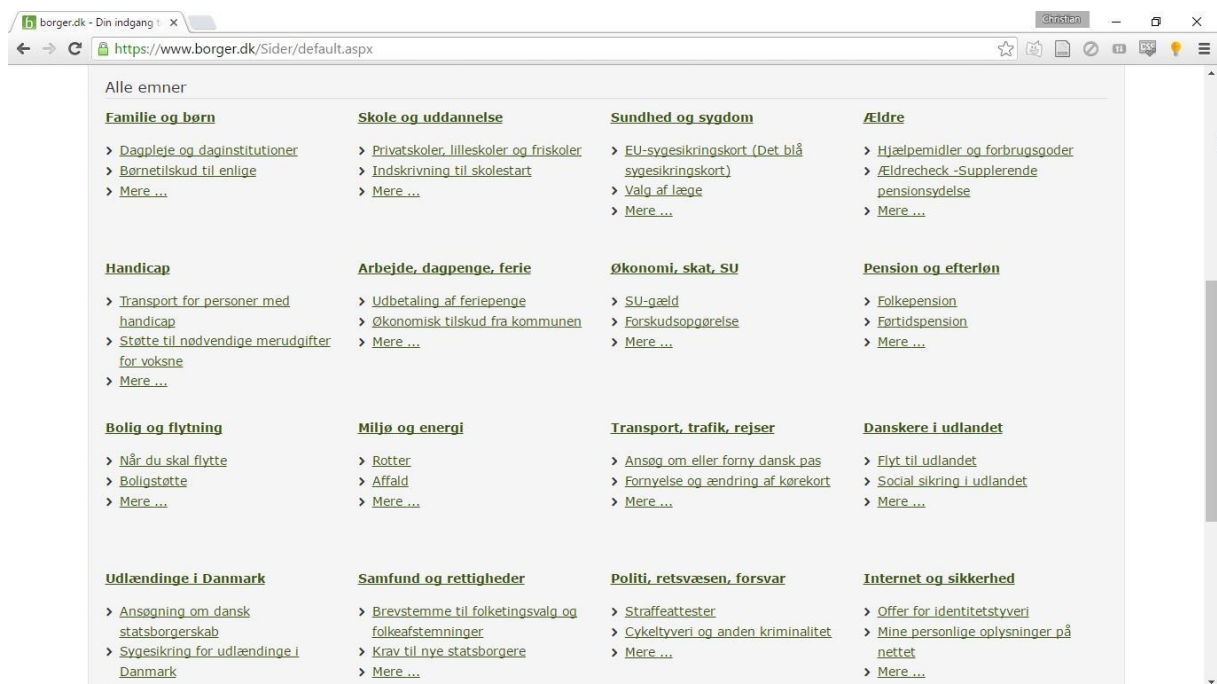 borger.dk - Din indgang t
Christian
https://www.borger.dk/Sider/default.aspx
Alle emner
Familie og børn
Dagpleje og daginstitutioner
Børnetilskud til enlige
Mere ...
Skole og uddannelse
Privatskoler, lilleskoler og friskoler
Indskrivning til skolestart
Mere ...
Sundhed og sygdom
EU-sygesikringskort (Det blå
sygesikringskort)
Valg af læge
Mere ...
Ældre
Hjælpemidler og forbrugsgoder
Ældrecheck -Supplerende
pensionsydelse
Mere ...
Handicap
Transport for personer med
handicap
Støtte til nødvendige merudgifter
for voksne
Mere ...
Arbejde, dagpenge, ferie
Udbetaling af feriepenge
Økonomisk tilskud fra kommunen
Mere ...
Økonomi, skat, SU
SU-gæld
Forskudsopgørelse
Mere ...
Pension og efterløn
Folkepension
Førtidspension
Mere ...
Bolig og flytning
Når du skal flytte
Boligstøtte
Mere ...
Miljø og energi
Rotter
Affald
Mere ...
Transport, trafik, rejser
Ansøg om eller forny dansk pas
Fornyelse og ændring af kørekort
Mere ...
Danskere i udlandet
Flyt til udlandet
Social sikring i udlandet
Mere ...
Udlændinge i Danmark
Ansøgning om dansk
statsborgerskab
Sygesikring for udlændinge i
Danmark
Samfund og rettigheder
Brevstemme til folketingsvalg og
folkeafstemninger
Krav til nye statsborgere
Mere ...
Politi, retsvæsen, forsvar
Straffeattester
Cykeltyveri og anden kriminalitet
Mere ...
Internet og sikkerhed
Offer for identitetstyveri
Mine personlige oplysninger på
nettet
Mere ...